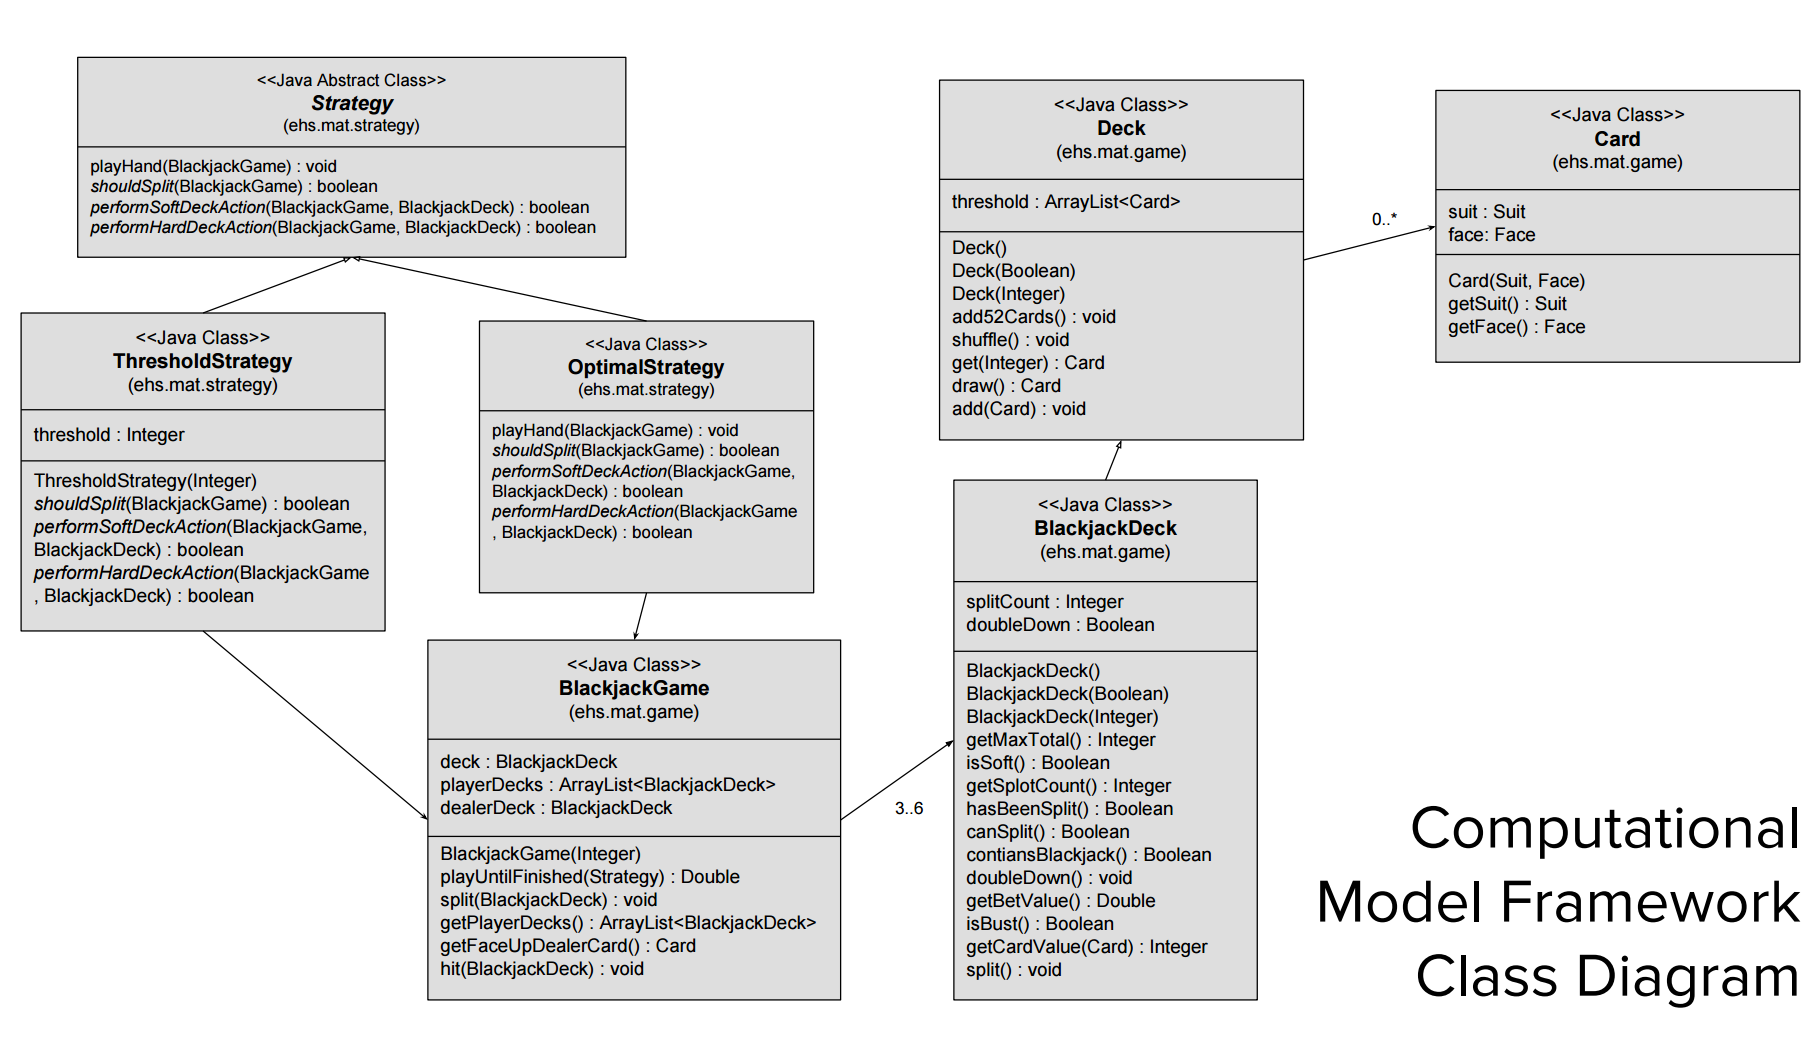 <<Java Abstract Class>>
Strategy
(ehs.mat.strategy)
playHand(BlackjackGame) : void
shouldSplit(BlackjackGame) : boolean
performSoftDeckAction(BlackjackGame, BlackjackDeck) : boolean
performHardDeckAction(BlackjackGame, BlackjackDeck) : boolean
<<Java Class>>
ThresholdStrategy
(ehs.mat.strategy)
threshold : Integer
ThresholdStrategy(Integer)
shouldSplit(BlackjackGame) : boolean
performSoftDeckAction(BlackjackGame,
BlackjackDeck) : boolean
performHardDeckAction(BlackjackGame
, BlackjackDeck) : boolean
<<Java Class>>
OptimalStrategy
(ehs.mat.strategy)
playHand(BlackjackGame) : void
shouldSplit(BlackjackGame) : boolean
performSoftDeckAction(BlackjackGame,
BlackjackDeck) : boolean
performHardDeckAction(BlackjackGame
, BlackjackDeck) : boolean
<<Java Class>>
BlackjackGame
(ehs.mat.game)
deck : BlackjackDeck
playerDecks : ArrayList<BlackjackDeck>
dealerDeck : BlackjackDeck
BlackjackGame(Integer)
playUntilFinished(Strategy) : Double
split(BlackjackDeck) : void
getPlayerDecks() : ArrayList<BlackjackDeck>
getFaceUpDealerCard() : Card
hit(BlackjackDeck) : void
3..6
<<Java Class>>
Deck
(ehs.mat.game)
threshold : ArrayList<Card>
Deck()
Deck(Boolean)
Deck(Integer)
add52Cards() : void
shuffle() : void
get(Integer) : Card
draw() : Card
add(Card) : void
0..*
<<Java Class>>
Card
(ehs.mat.game)
suit : Suit
face: Face
Card(Suit, Face)
getSuit() : Suit
getFace() : Face
<<Java Class>>
BlackjackDeck
(ehs.mat.game)
splitCount : Integer
doubleDown : Boolean
BlackjackDeck()
BlackjackDeck(Boolean)
BlackjackDeck(Integer)
getMaxTotal() : Integer
isSoft() : Boolean
getSplotCount() : Integer
hasBeenSplit() : Boolean
canSplit() : Boolean
contiansBlackjack() : Boolean
doubleDown() : void
getBetValue() : Double
isBust() : Boolean
getCardValue(Card) : Integer
split() : void
Computational
Model Framework
Class Diagram